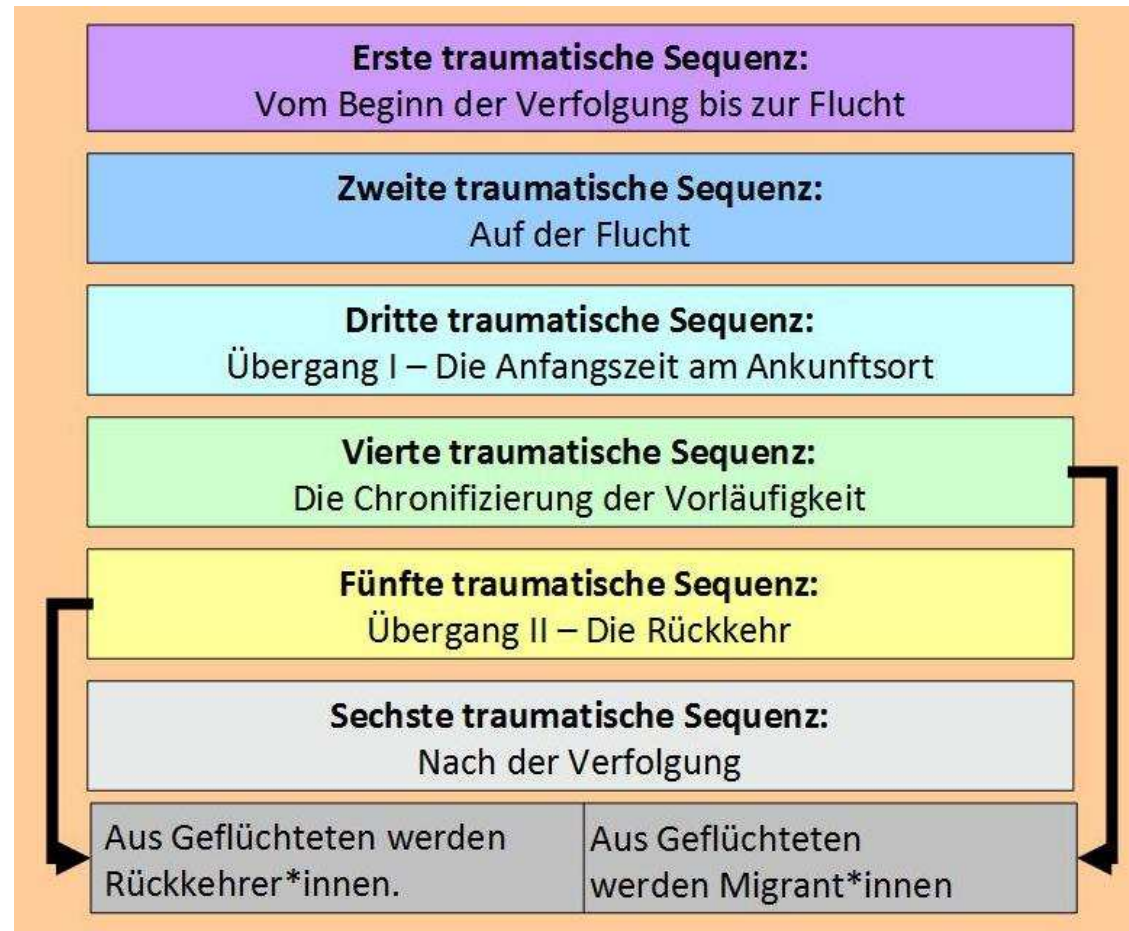 Erste traumatische Sequenz:
Vom Beginn der Verfolgung bis zur Flucht
Zweite traumatische Sequenz:
Auf der Flucht
Dritte traumatische Sequenz:
Übergang I – Die Anfangszeit am Ankunftsort
Vierte traumatische Sequenz:
Die Chronifizierung der Vorläufigkeit
Fünfte traumatische Sequenz:
Übergang II – Die Rückkehr
Sechste traumatische Sequenz:
Nach der Verfolgung
Aus Geflüchteten werden
Rückkehrer*innen.
Aus Geflüchteten
werden Migrant*innen